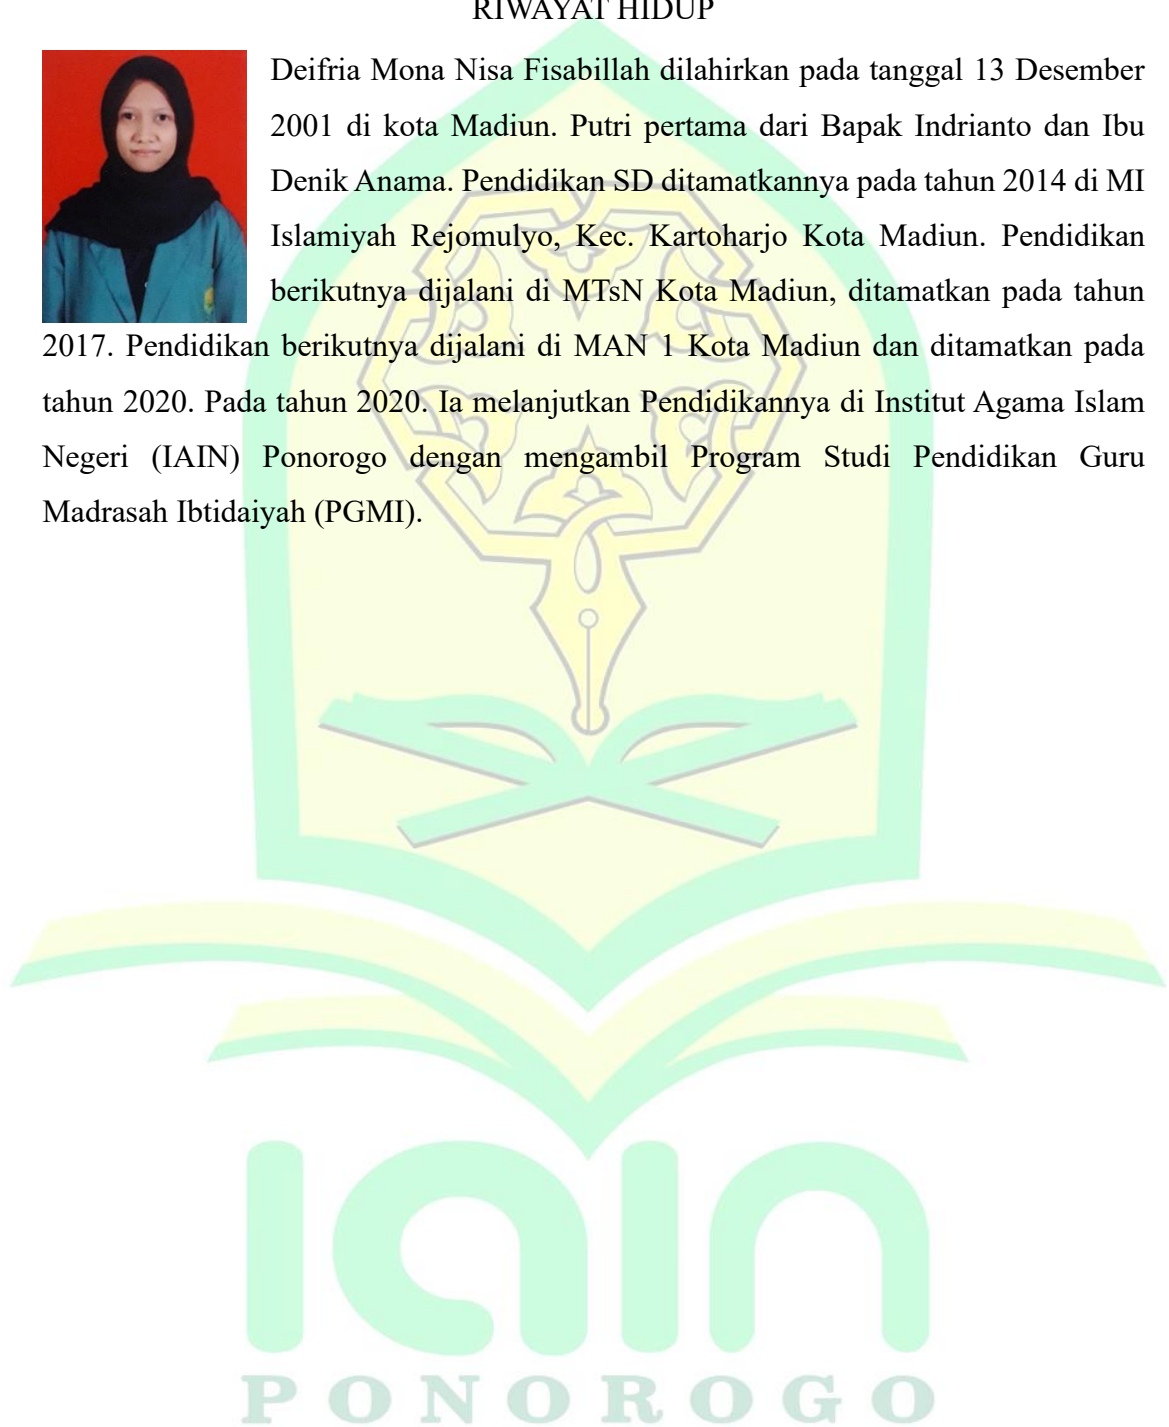 RIWAYAT HIDUP
Deifria Mona Nisa Fisabillah dilahirkan pada tanggal 13 Desember
2001 di kota Madiun. Putri pertama dari Bapak Indrianto dan Ibu
Denik Anama. Pendidikan SD ditamatkannya pada tahun 2014 di MI
Islamiyah Rejomulyo, Kec. Kartoharjo Kota Madiun. Pendidikan
berikutnya dijalani di MTsN Kota Madiun, ditamatkan pada tahun
2017. Pendidikan berikutnya dijalani di MAN 1 Kota Madiun dan ditamatkan pada
tahun 2020. Pada tahun 2020. Ia melanjutkan Pendidikannya di Institut Agama Islam
Negeri (IAIN) Ponorogo dengan mengambil Program Studi Pendidikan Guru
Madrasah Ibtidaiyah (PGMI).
iain
PONOROGO